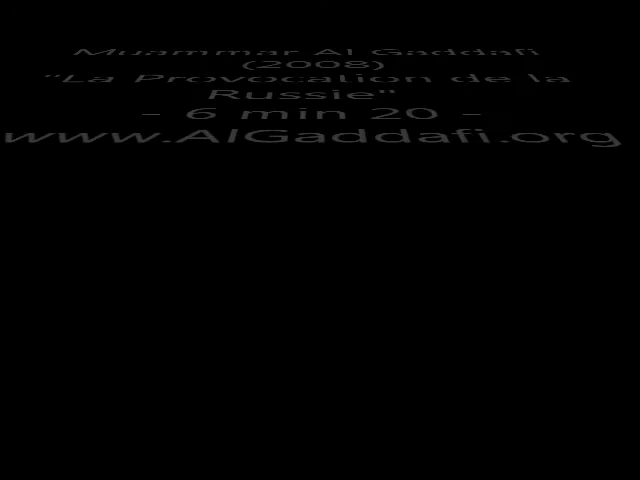 Muammar Al Gaddafi
(2008)
"La Provocation de la
Russie"
- 6 min 20 -
www.AlGaddafi.org